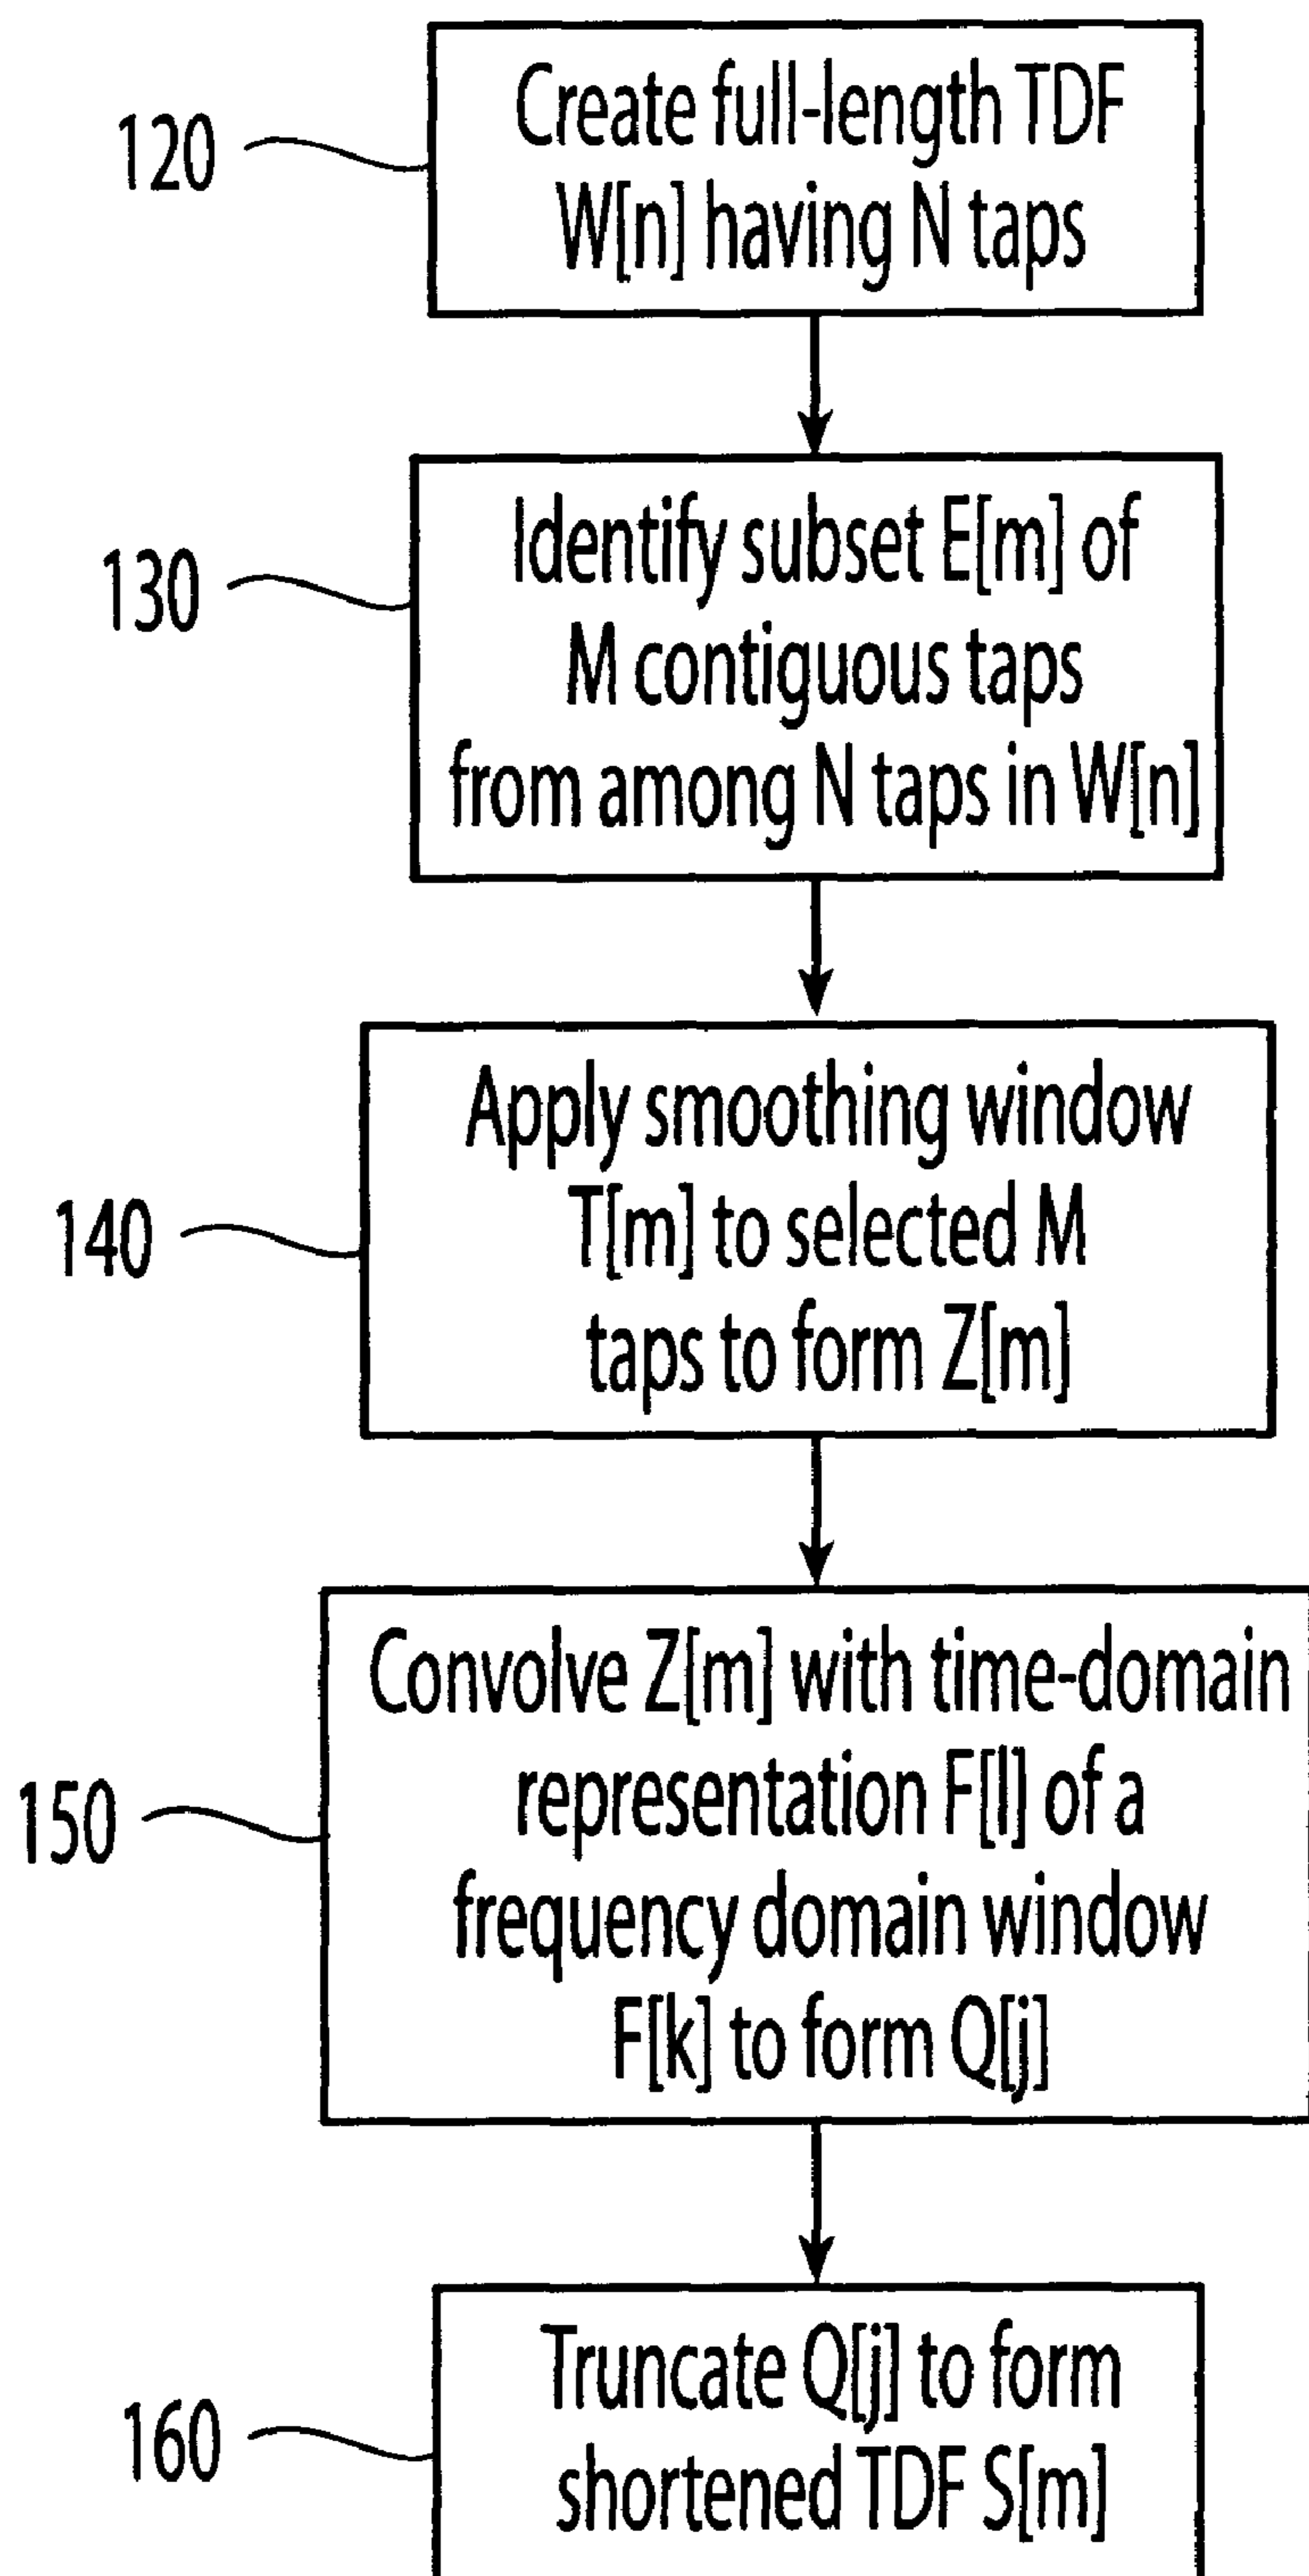 120
Create full-length TDF
W[n] having N taps
130
Identify subset E[m] of
M contiguous taps
from among N taps in W[n]
140
Apply smoothing window
T[m] to selected M
taps to form Z[m]
150
Convolve Z[m] with time-domain
representation F[l] of a
frequency domain window
F[k] to form Q[j]
160
Truncate Q[j] to form
shortened TDF S[m]